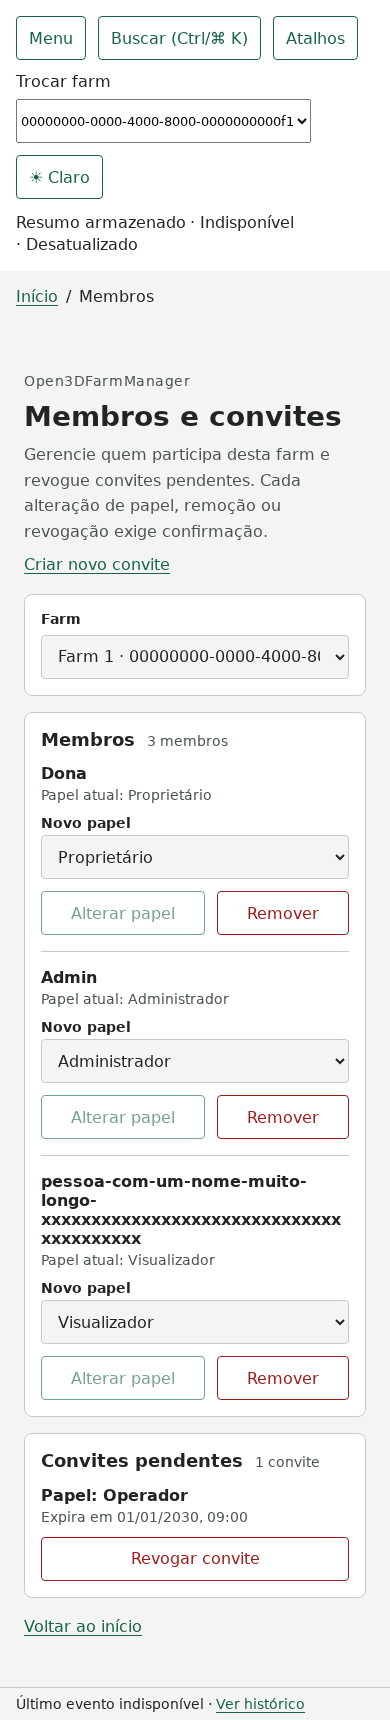 Menu
Buscar (Ctrl/⌘ K)
Atalhos
Trocar farm
00000000-0000-4000-8000-0000000000f1
☀ Claro
Resumo armazenado · Indisponível
· Desatualizado
Início / Membros
Open3DFarmManager
Membros e convites
Gerencie quem participa desta farm e
revogue convites pendentes. Cada
alteração de papel, remoção ou
revogação exige confirmação.
Criar novo convite
Farm
Farm 1 · 00000000-0000-4000-80
Membros 3 membros
Dona
Papel atual: Proprietário
Novo papel
Proprietário
Alterar papel
Remover
Admin
Papel atual: Administrador
Novo papel
Administrador
Alterar papel
Remover
pessoa-com-um-nome-muito-
longo-
xxxxxxxxxxxxxxxxxxxxxxxxxxxxxx
xxxxxxxxxx
Papel atual: Visualizador
Novo papel
Visualizador
Alterar papel
Remover
Convites pendentes 1 convite
Papel: Operador
Expira em 01/01/2030, 09:00
Revogar convite
Voltar ao início
Último evento indisponível · Ver histórico